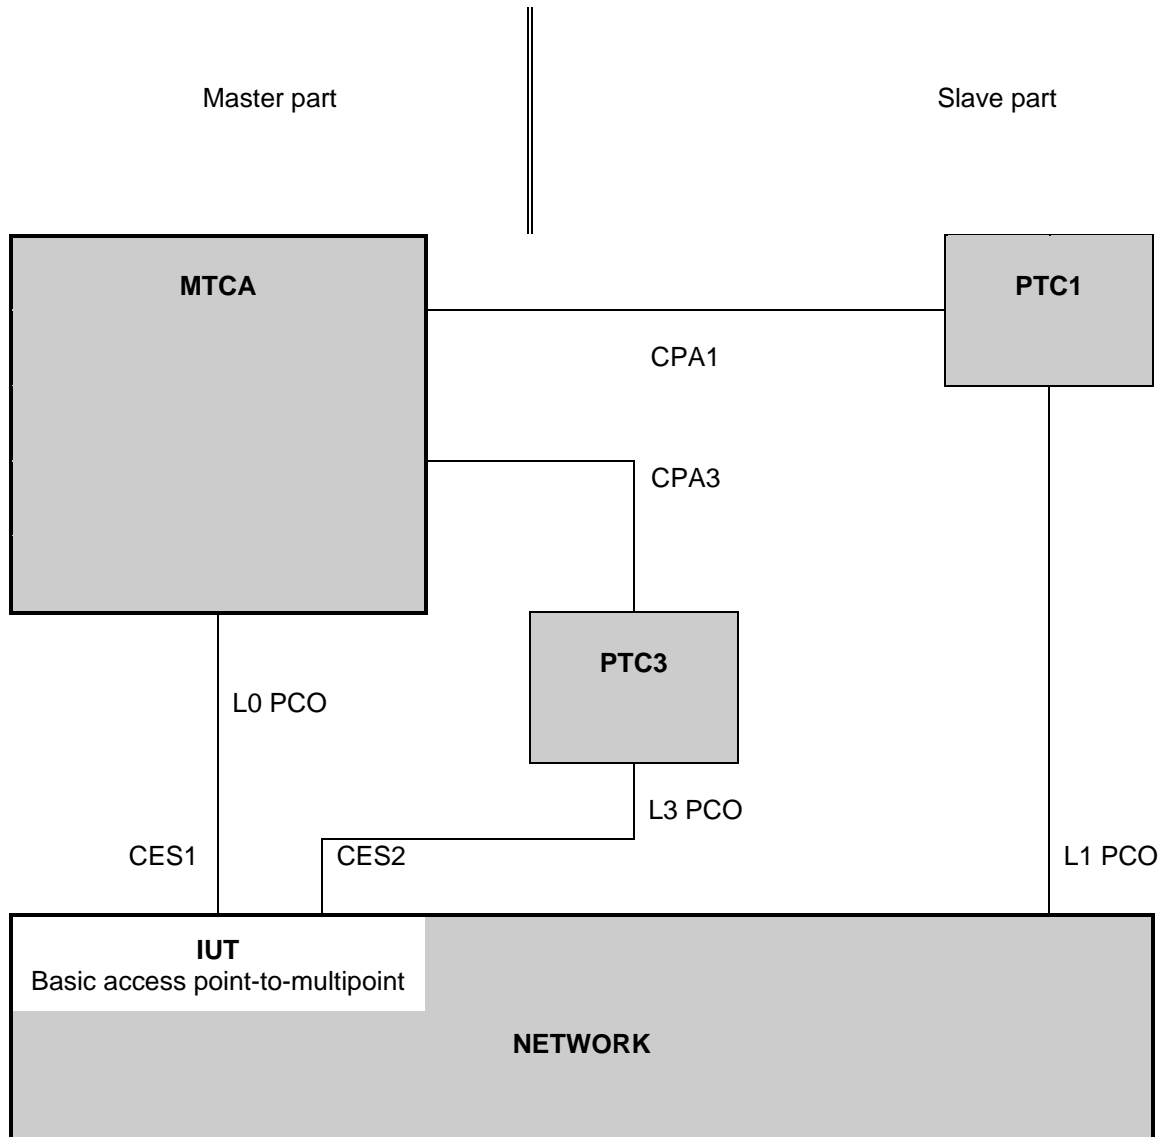 Master part
Slave part
MTCA
PTC1
CPA1
CPA3
PTC3
L0 PCO
L3 PCO
CES1
CES2
L1 PCO
IUT
Basic access point-to-multipoint
NETWORK